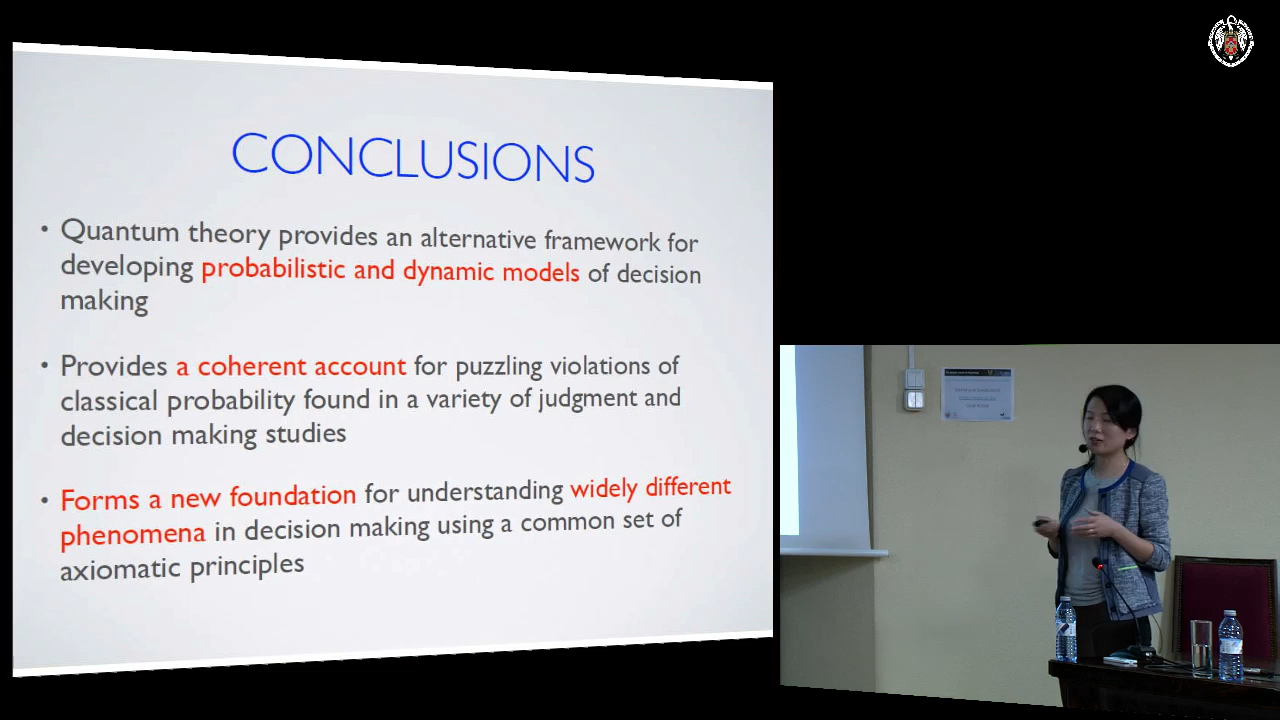 CONCLUSIONS
• Quantum theory provides an alternative framework for
developing probabilistic and dynamic models of decision
making
• Provides a coherent account for puzzling violations of
classical probability found in a variety of judgment and
decision making studies
• Forms a new foundation for understanding widely different
phenomena in decision making using a common set of
axiomatic principles